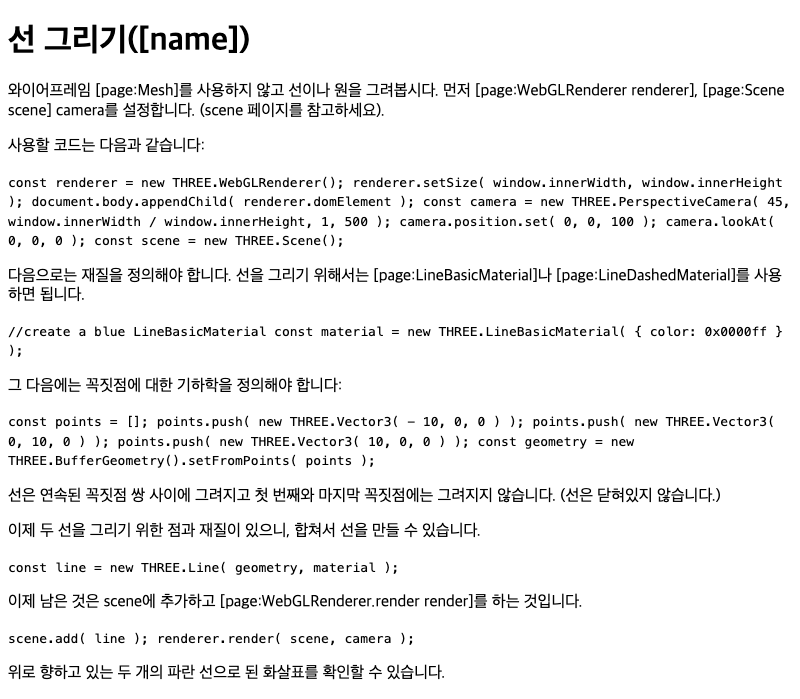 선 그리기([name])
와이어프레임 [page:Mesh]를 사용하지 않고 선이나 원을 그려봅시다. 먼저 [page:WebGLRenderer renderer], [page:Scene
scene] camera를 설정합니다. (scene 페이지를 참고하세요).
사용할 코드는 다음과 같습니다:
const renderer = new THREE.WebGLRenderer(); renderer.setSize( window.innerWidth, window.innerHeight
); document.body.appendChild( renderer.domElement ); const camera = new THREE.PerspectiveCamera( 45,
window.innerWidth / window.innerHeight, 1, 500 ); camera.position.set( 0, 0, 100 ); camera.lookAt(
0, 0, 0 ); const scene = new THREE.Scene();
다음으로는 재질을 정의해야 합니다. 선을 그리기 위해서는 [page:LineBasicMaterial]나 [page:LineDashedMaterial]를 사용
하면 됩니다.
//create a blue LineBasicMaterial const material = new THREE.LineBasicMaterial( { color: 0x0000ff }
);
그 다음에는 꼭짓점에 대한 기하학을 정의해야 합니다:
const points = []; points.push( new THREE.Vector3( - 10, 0, 0 ) ); points.push( new THREE.Vector3(
0, 10, 0 ) ); points.push( new THREE.Vector3( 10, 0, 0 ) ); const geometry = new
THREE.BufferGeometry().setFromPoints( points );
선은 연속된 꼭짓점 쌍 사이에 그려지고 첫 번째와 마지막 꼭짓점에는 그려지지 않습니다. (선은 닫혀있지 않습니다.)
이제 두 선을 그리기 위한 점과 재질이 있으니, 합쳐서 선을 만들 수 있습니다.
const line = new THREE.Line( geometry, material );
이제 남은 것은 scene에 추가하고 [page:WebGLRenderer.render render]를 하는 것입니다.
scene.add( line ); renderer.render( scene, camera );
위로 향하고 있는 두 개의 파란 선으로 된 화살표를 확인할 수 있습니다.